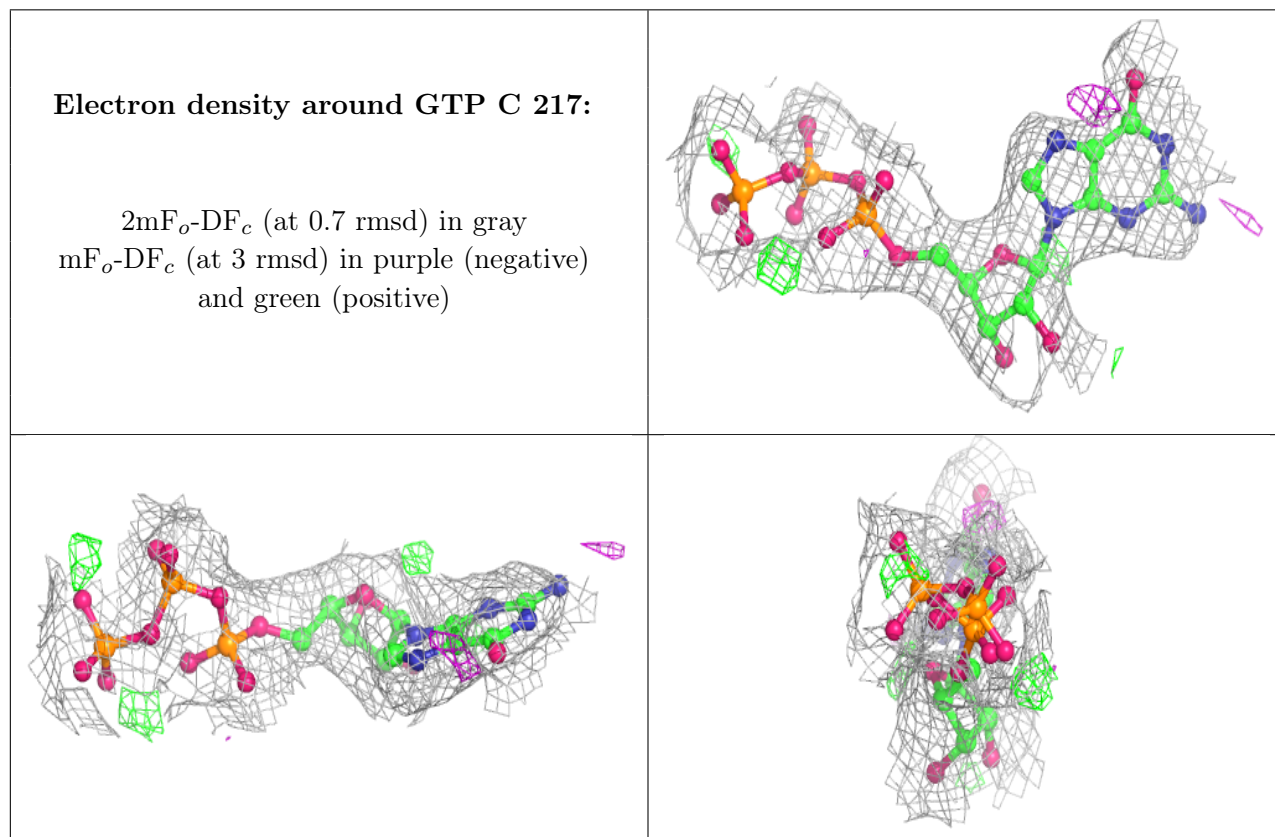 Electron density around GTP C 217:
2mFo-DFc (at 0.7 rmsd) in gray
mFo-DFc (at 3 rmsd) in purple (negative)
and green (positive)